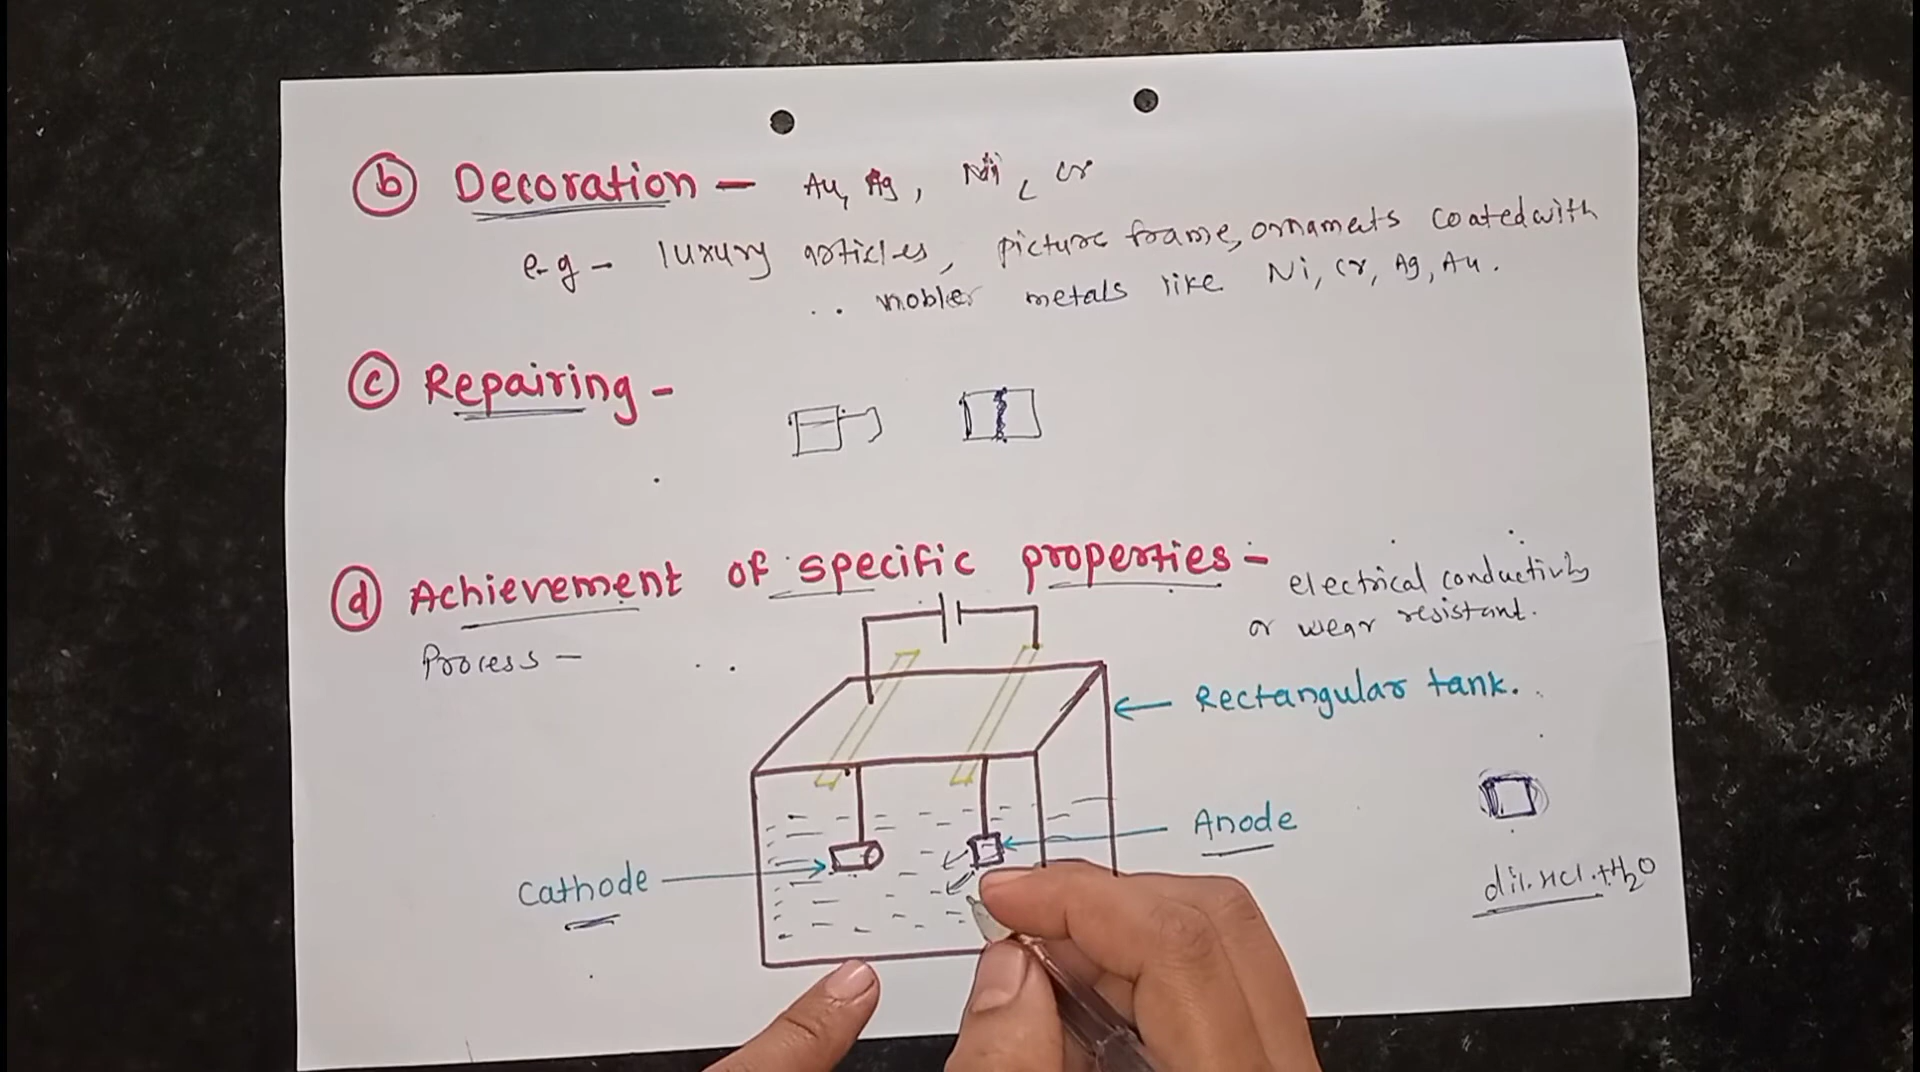 b Decoration - Au, Ag, Ni, Cr
e-g - luxury articles, picture frame, ornamets coated with
nobler metals like Ni, Cr, Ag, Au.
c Repairing -
d Achievement of specific properties - electrical conductivity
or wear resistant.
Process -
← Rectangular tank.
Anode
Cathode
dil. HCl. + H2O